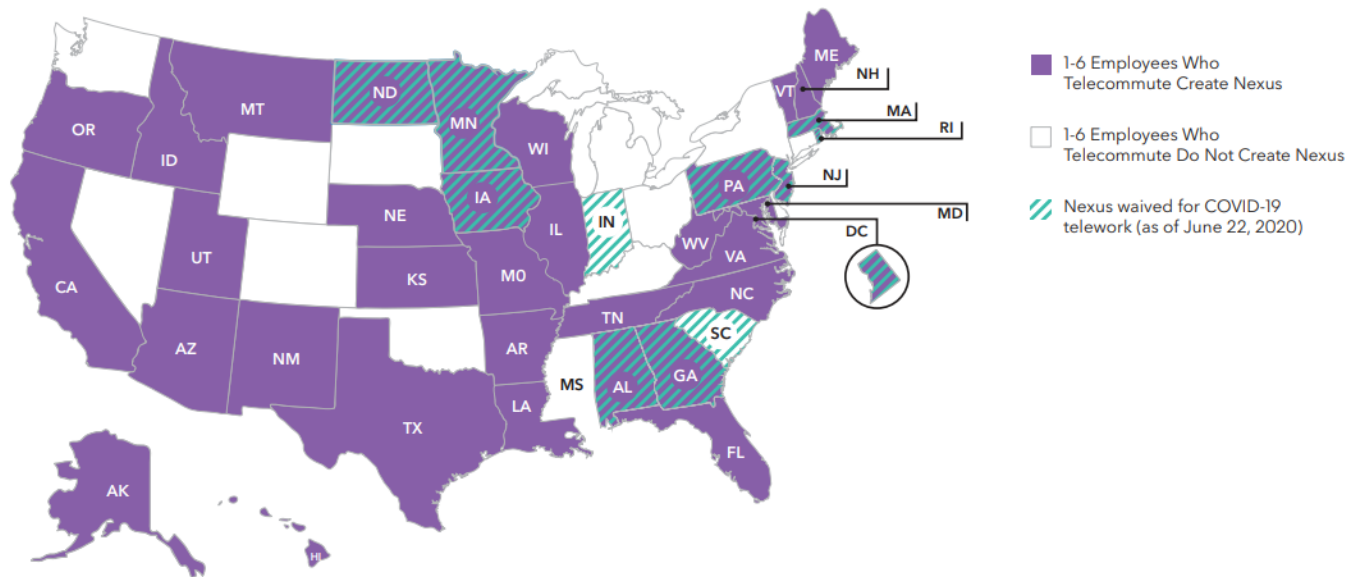 ME
NH
VT
ND
MT
MN
MA
OR
RI
WI
ID
PA
NJ
IA
NE
MD
IN
IL
DC
WV
UT
VA
KS
MO
CA
NC
TN
SC
AZ
AR
NM
MS
AL
GA
LA
TX
FL
AK
HI
1-6 Employees Who
Telecommute Create Nexus
1-6 Employees Who
Telecommute Do Not Create Nexus
Nexus waived for COVID-19
telework (as of June 22, 2020)